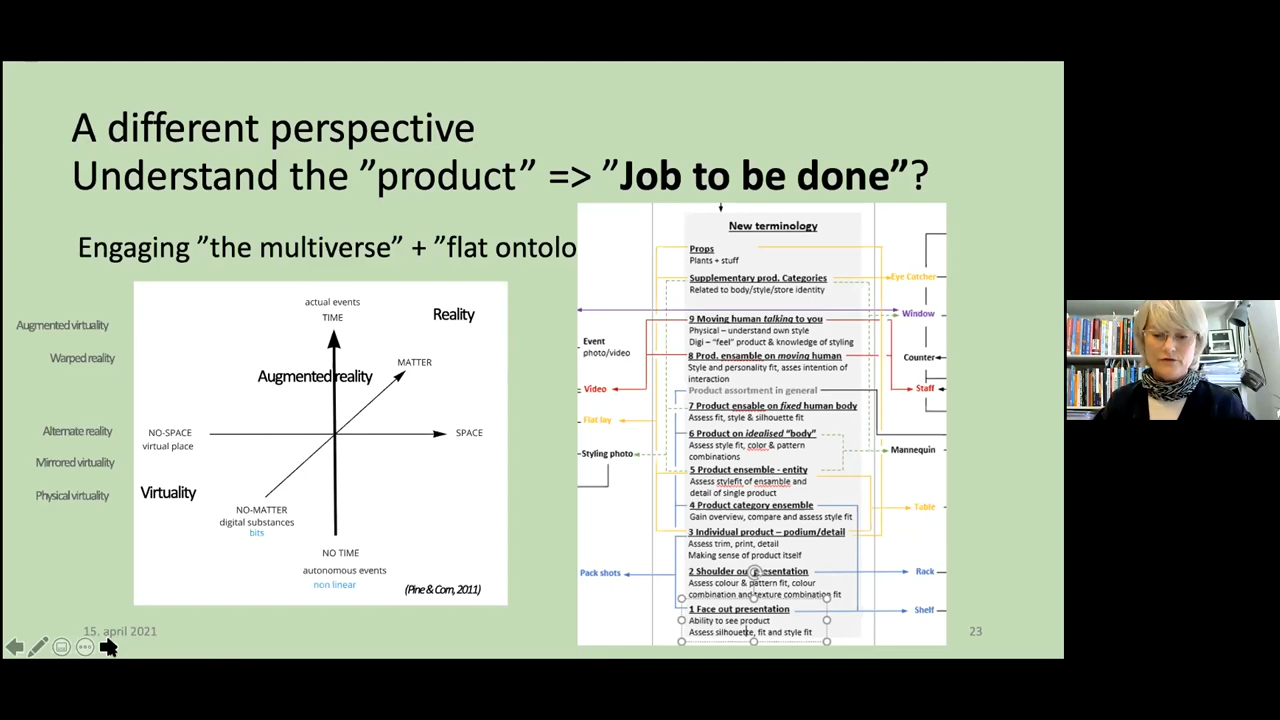 A different perspective
Understand the ”product” => ”Job to be done”?
Engaging ”the multiverse” + ”flat ontolo
actual events
TIME
Reality
Augmented virtuality
Warped reality
MATTER
Augmented reality
Alternate reality
NO-SPACE
virtual place
SPACE
Mirrored virtuality
Physical virtuality
Virtuality
NO-MATTER
digital substances
bits
NO TIME
autonomous events
non linear
(Pine & Corn, 2011)
New terminology
Props
Plants + stuff
Supplementary prod. Categories
Related to body/style/store identity
9 Moving human talking to you
Physical – understand own style
Digi – “feel” product & knowledge of styling
8 Prod. ensamble on moving human
Style and personality fit, asses intention of
interaction
Product assortment in general
7 Product ensable on fixed human body
Assess fit, style & silhouette fit
6 Product on idealised “body”
Assess style fit, color & pattern
combinations
5 Product ensemble - entity
Assess stylefit of ensamble and
detail of single product
4 Product category ensemble
Gain overview, compare and assess style fit
3 Individual product – podium/detail
Assess trim, print, detail
Making sense of product itself
2 Shoulder out presentation
Assess colour & pattern fit, colour
combination and texture combination fit
1 Face out presentation
Ability to see product
Assess silhouette, fit and style fit
Event
photo/video
Video
Flat lay
Styling photo
Pack shots
Eye Catcher
Window
Counter
Staff
Mannequin
Table
Rack
Shelf
15. april 2021
23